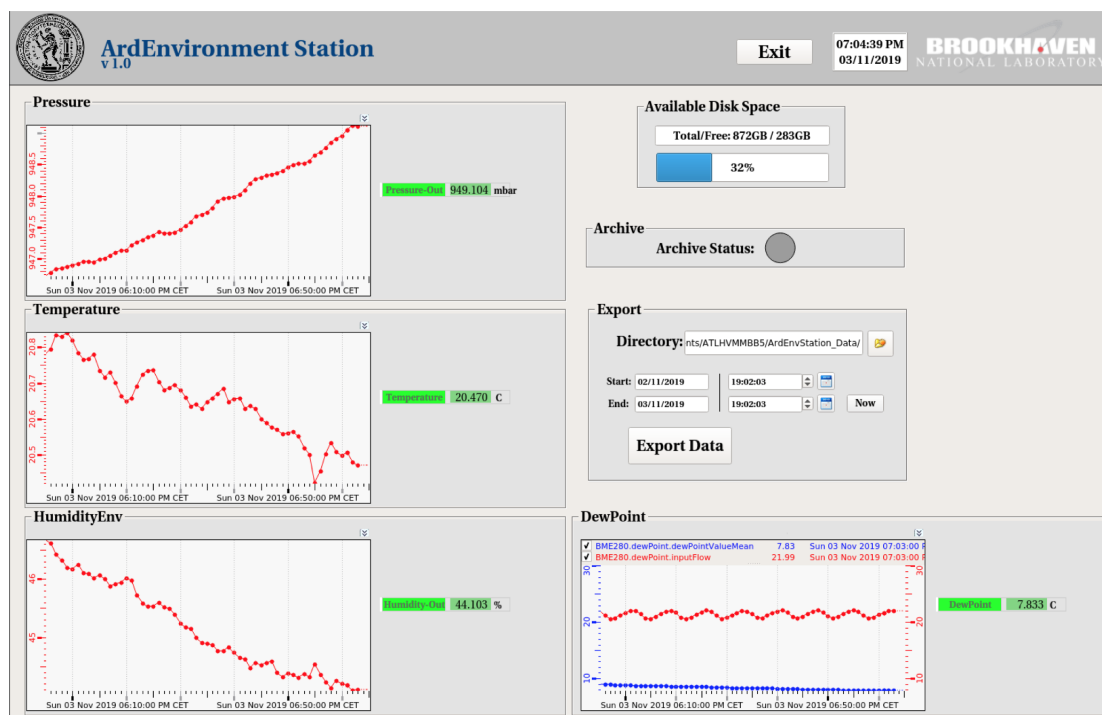 ArdEnvironment Station
v 1.0
Exit
07:04:39 PM
03/11/2019
BROOKHAVEN
NATIONAL LABORATORY
Pressure
948.5
948.0
947.5
947.0
Sun 03 Nov 2019 06:10:00 PM CET Sun 03 Nov 2019 06:50:00 PM CET
Pressure-Out 949.104 mbar
Available Disk Space
Total/Free: 872GB / 283GB
32%
Archive
Archive Status:
Temperature
20.8
20.7
20.6
20.5
Sun 03 Nov 2019 06:10:00 PM CET Sun 03 Nov 2019 06:50:00 PM CET
Temperature 20.470 C
Export
Directory: nts/ATLHVMMBB5/ArdEnvStation_Data/
Start: 02/11/2019 19:02:03
End: 03/11/2019 19:02:03 Now
Export Data
HumidityEnv
46
45
Sun 03 Nov 2019 06:10:00 PM CET Sun 03 Nov 2019 06:50:00 PM CET
Humidity-Out 44.103 %
DewPoint
BME280.dewPoint.dewPointValueMean 7.83 Sun 03 Nov 2019 07:03:00
BME280.dewPoint.inputFlow 21.99 Sun 03 Nov 2019 07:03:00
30 30
20 20
10 10
Sun 03 Nov 2019 06:10:00 PM CET Sun 03 Nov 2019 06:50:00 PM CET
DewPoint 7.833 C